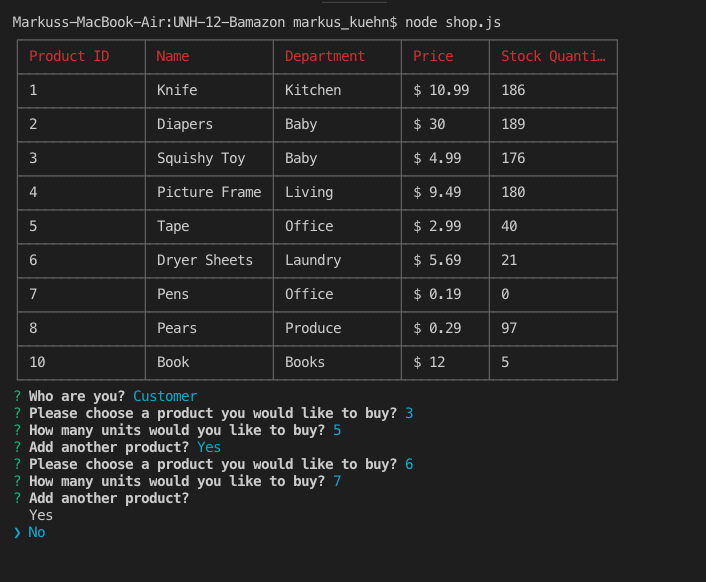 Markuss-MacBook-Air:UNH-12-Bamazon markus_kuehn$ node shop.js
Product ID Name Department Price Stock Quanti…
1 Knife Kitchen $ 10.99 186
2 Diapers Baby $ 30 189
3 Squishy Toy Baby $ 4.99 176
4 Picture Frame Living $ 9.49 180
5 Tape Office $ 2.99 40
6 Dryer Sheets Laundry $ 5.69 21
7 Pens Office $ 0.19 0
8 Pears Produce $ 0.29 97
10 Book Books $ 12 5
? Who are you? Customer
? Please choose a product you would like to buy? 3
? How many units would you like to buy? 5
? Add another product? Yes
? Please choose a product you would like to buy? 6
? How many units would you like to buy? 7
? Add another product?
Yes
❯ No